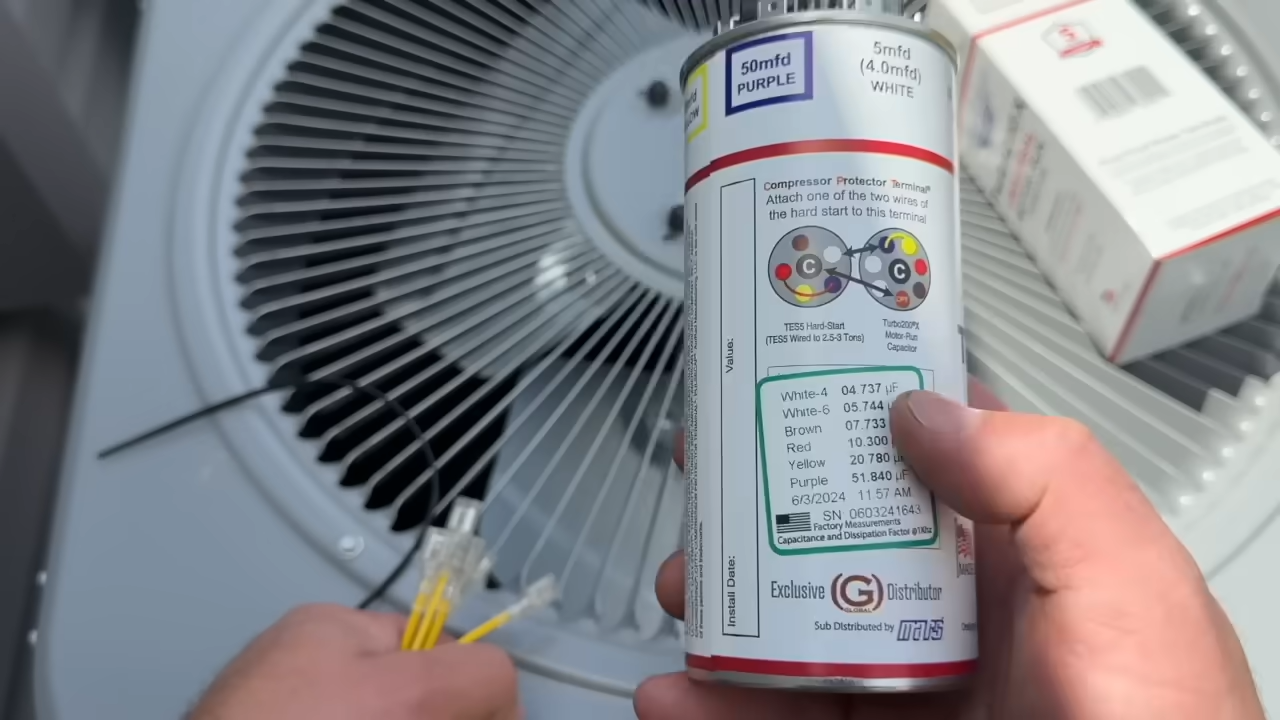 50mfd
PURPLE
5mfd
(4.0mfd)
WHITE
Compressor Protector Terminal®
Attach one of the two wires of
the hard start to this terminal
C
C
TES5 Hard-Start
(TES5 Wired to 2.5-3 Tons)
Turbo200®X
Motor-Run
Capacitor
Value:
Install Date:
White-4 04.737 µF
White-6 05.744
Brown 07.733
Red 10.300
Yellow 20 780 µF
Purple 51.840 µF
6/3/2024 11 57 AM
SN 0603241643
Factory Measurements
Capacitance and Dissipation Factor @1Khz
Exclusive G GLOBAL Distributor
Sub Distributed by mars